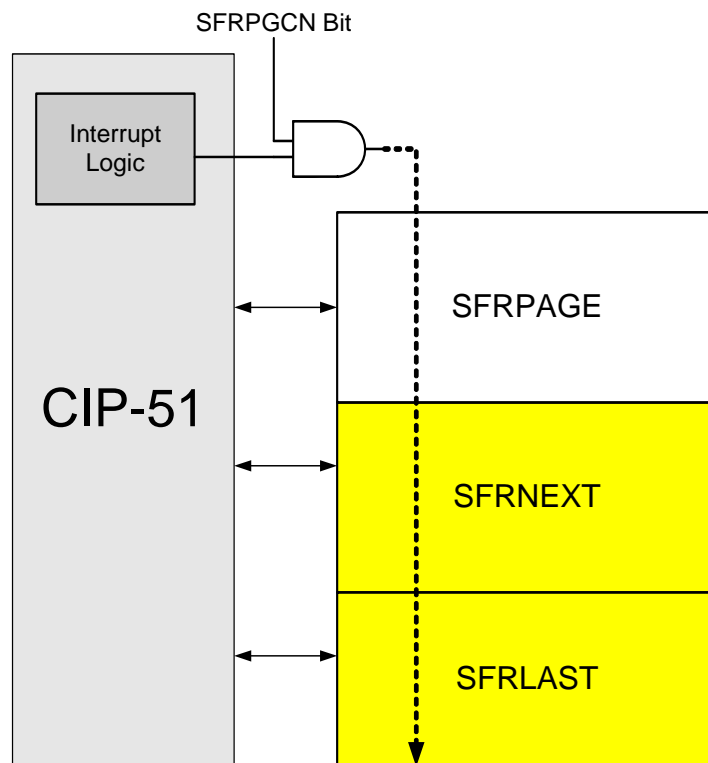 SFRPGCN Bit
Interrupt
Logic
SFRPAGE
CIP-51
SFRNEXT
SFRLAST